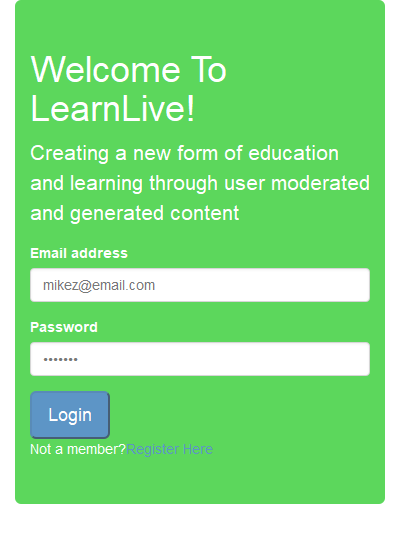 Welcome To
LearnLive!
Creating a new form of education
and learning through user moderated
and generated content
Email address
mikez@email.com
Password
•••••••
Login
Not a member?Register Here